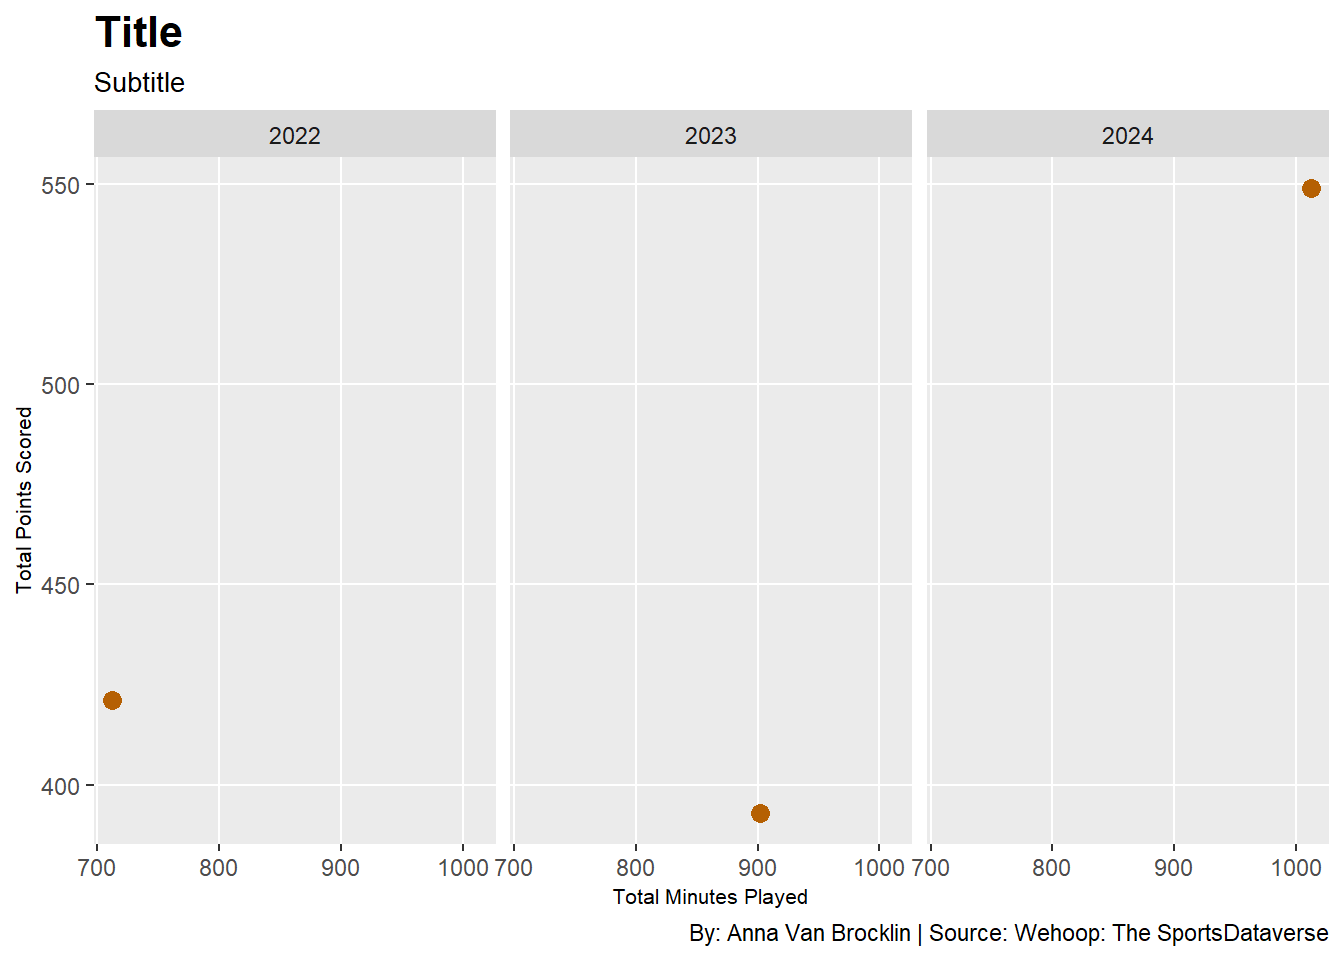 Title
Subtitle
2022 2023 2024
550
500
450
400
Total Points Scored
700 800 900 1000 700 800 900 1000 700 800 900 1000
Total Minutes Played
By: Anna Van Brocklin | Source: Wehoop: The SportsDataverse